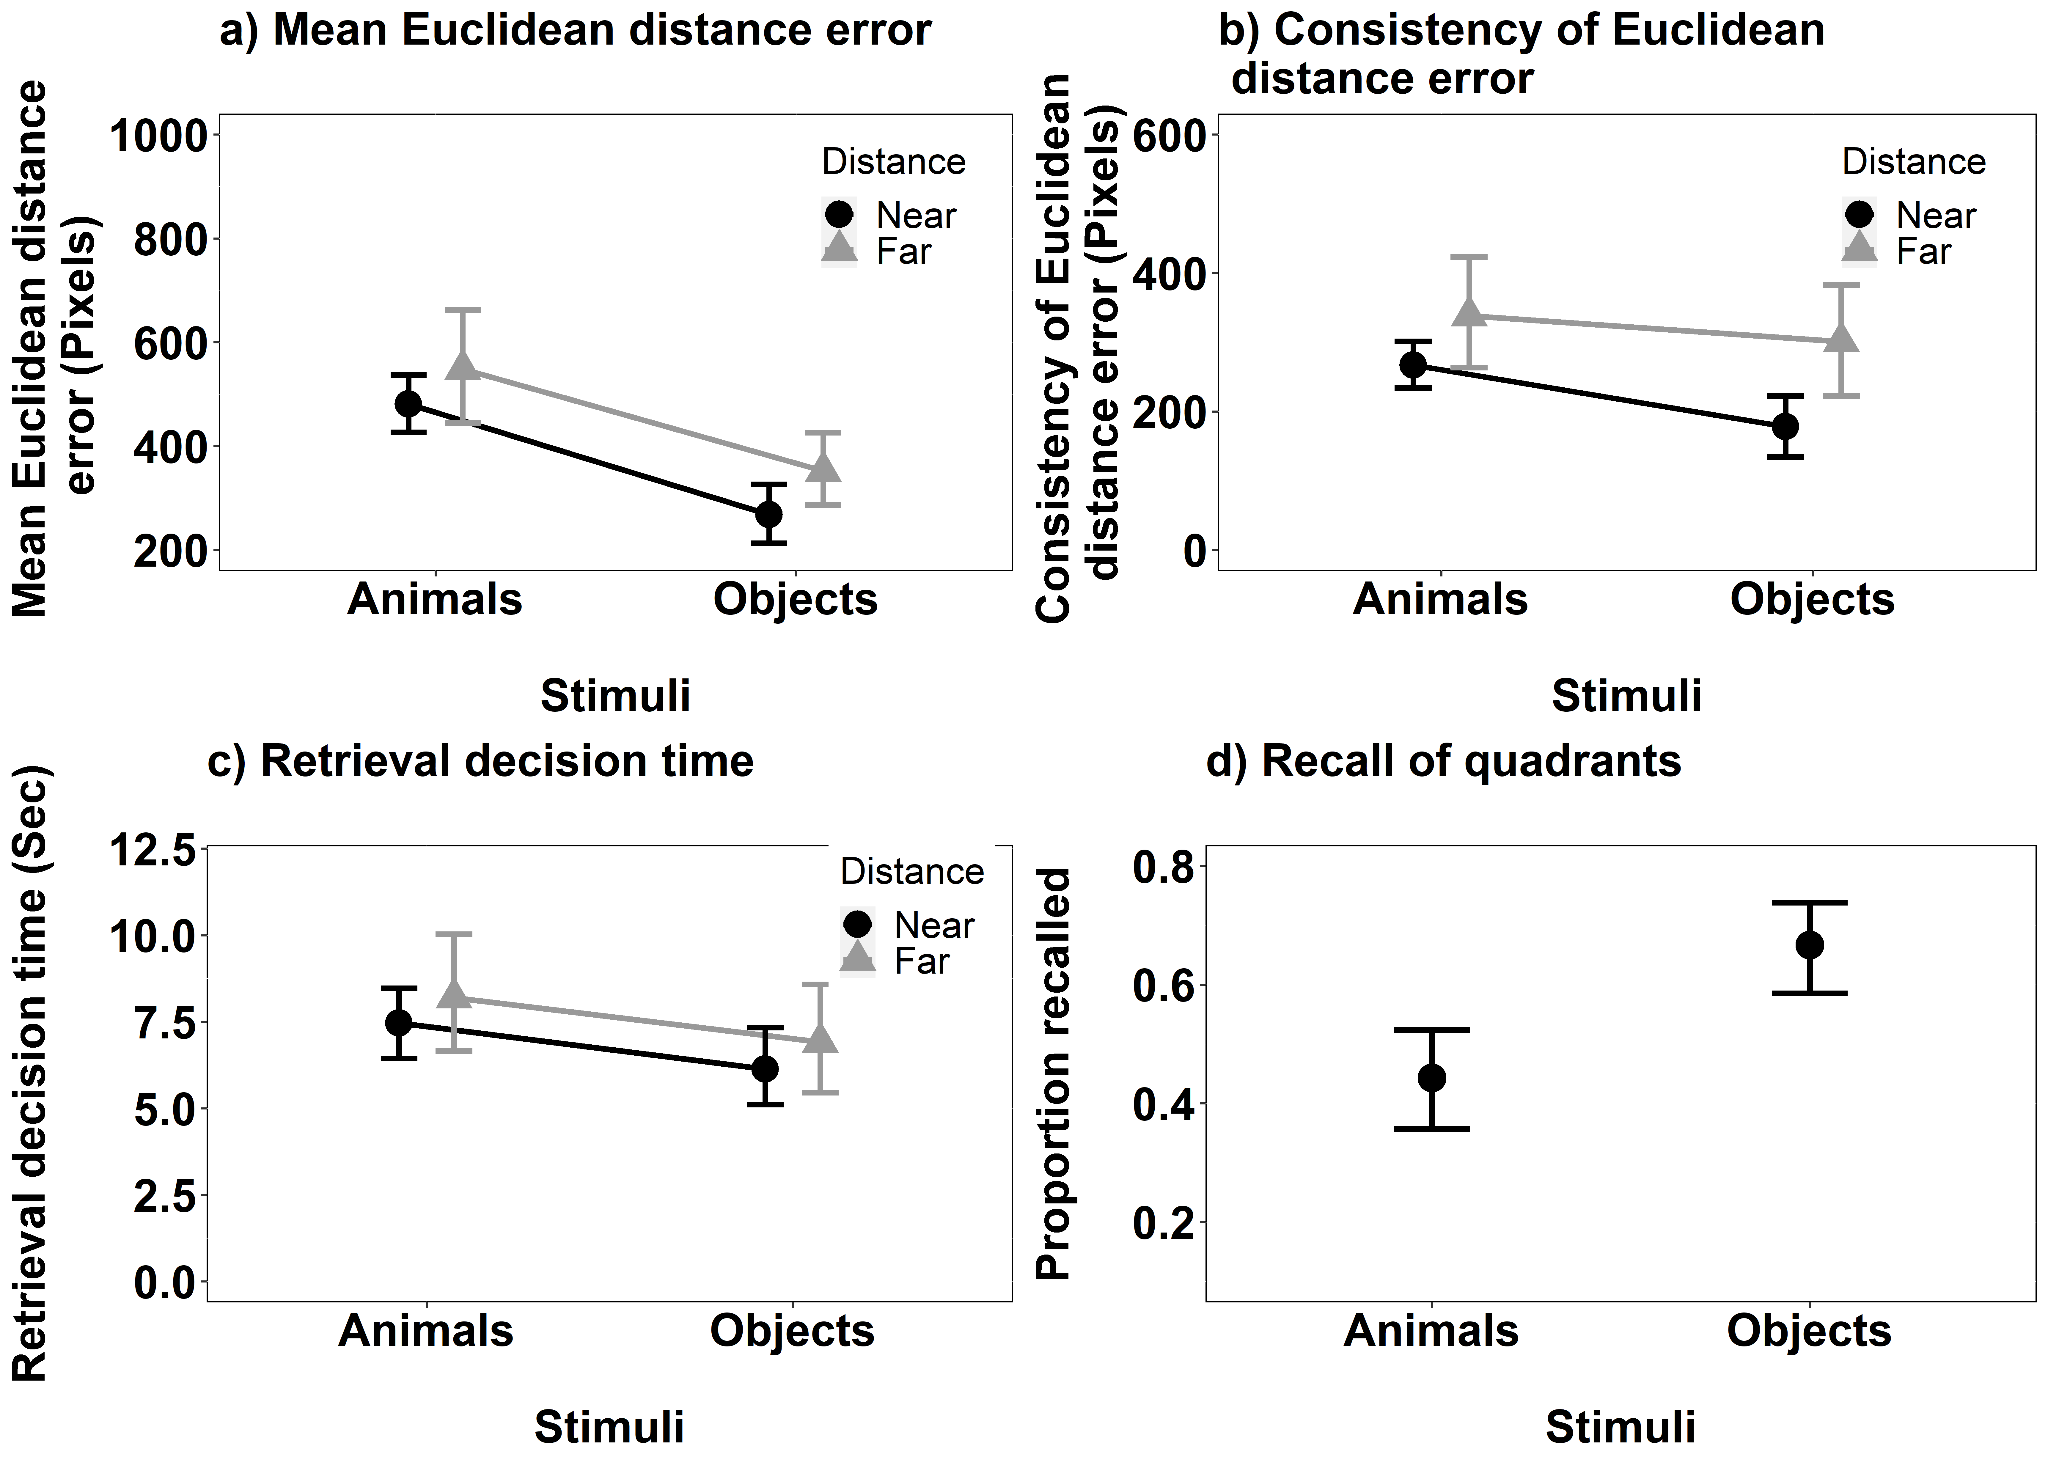 a) Mean Euclidean distance error
Mean Euclidean distance
error (Pixels)
1000
800
600
400
200
Distance
Near
Far
Animals
Objects
Stimuli
b) Consistency of Euclidean
distance error
Consistency of Euclidean
distance error (Pixels)
600
400
200
0
Distance
Near
Far
Animals
Objects
Stimuli
c) Retrieval decision time
Retrieval decision time (Sec)
12.5
10.0
7.5
5.0
2.5
0.0
Distance
Near
Far
Animals
Objects
Stimuli
d) Recall of quadrants
Proportion recalled
0.8
0.6
0.4
0.2
Animals
Objects
Stimuli